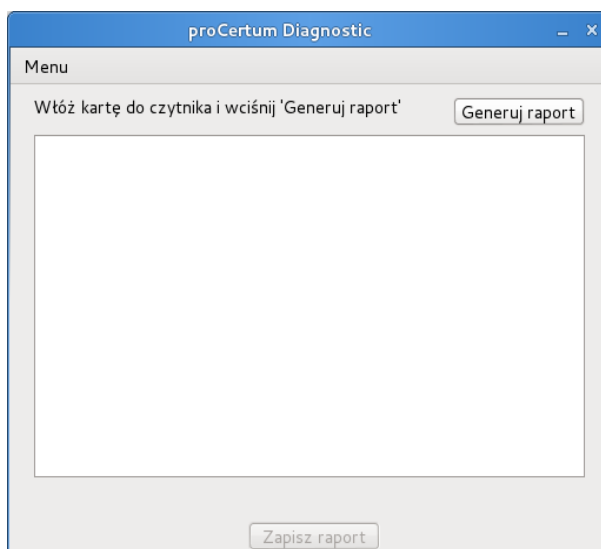 proCertum Diagnostic
Menu
Włóż kartę do czytnika i wciśnij 'Generuj raport'
Generuj raport
Zapisz raport